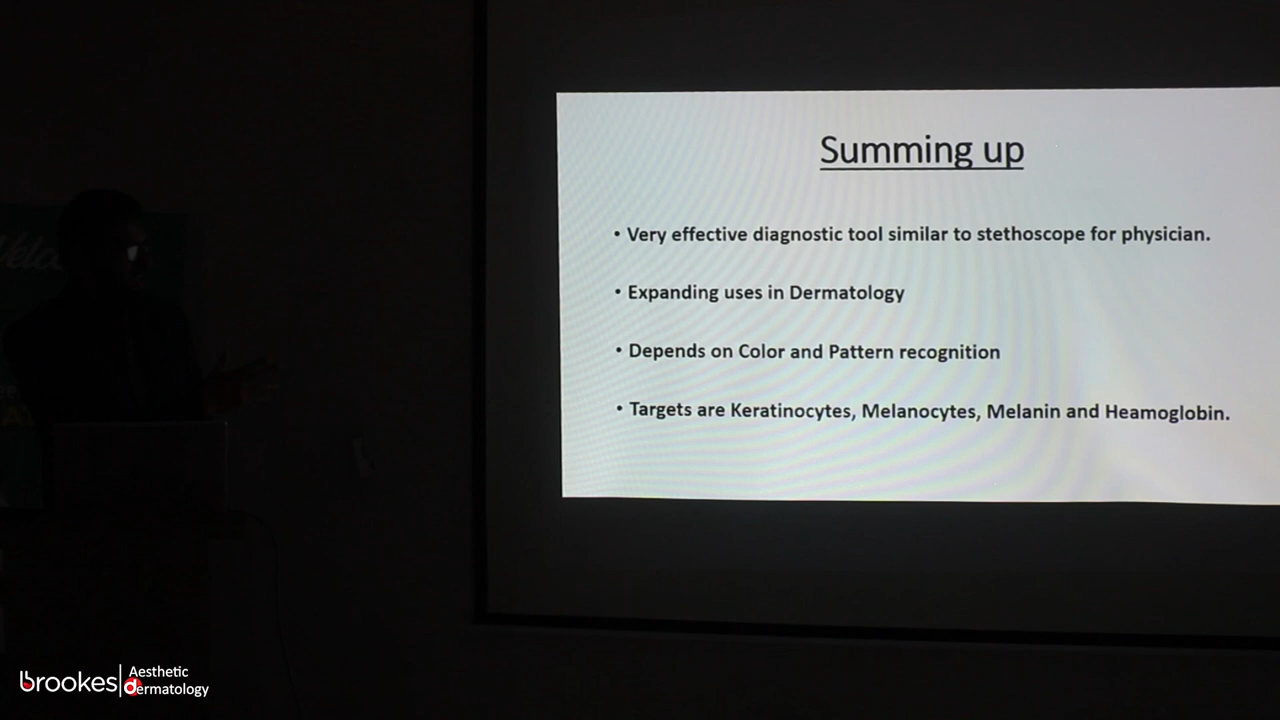 Summing up
• Very effective diagnostic tool similar to stethoscope for physician.
• Expanding uses in Dermatology
• Depends on Color and Pattern recognition
• Targets are Keratinocytes, Melanocytes, Melanin and Heamoglobin.
brookes
Aesthetic
dermatology